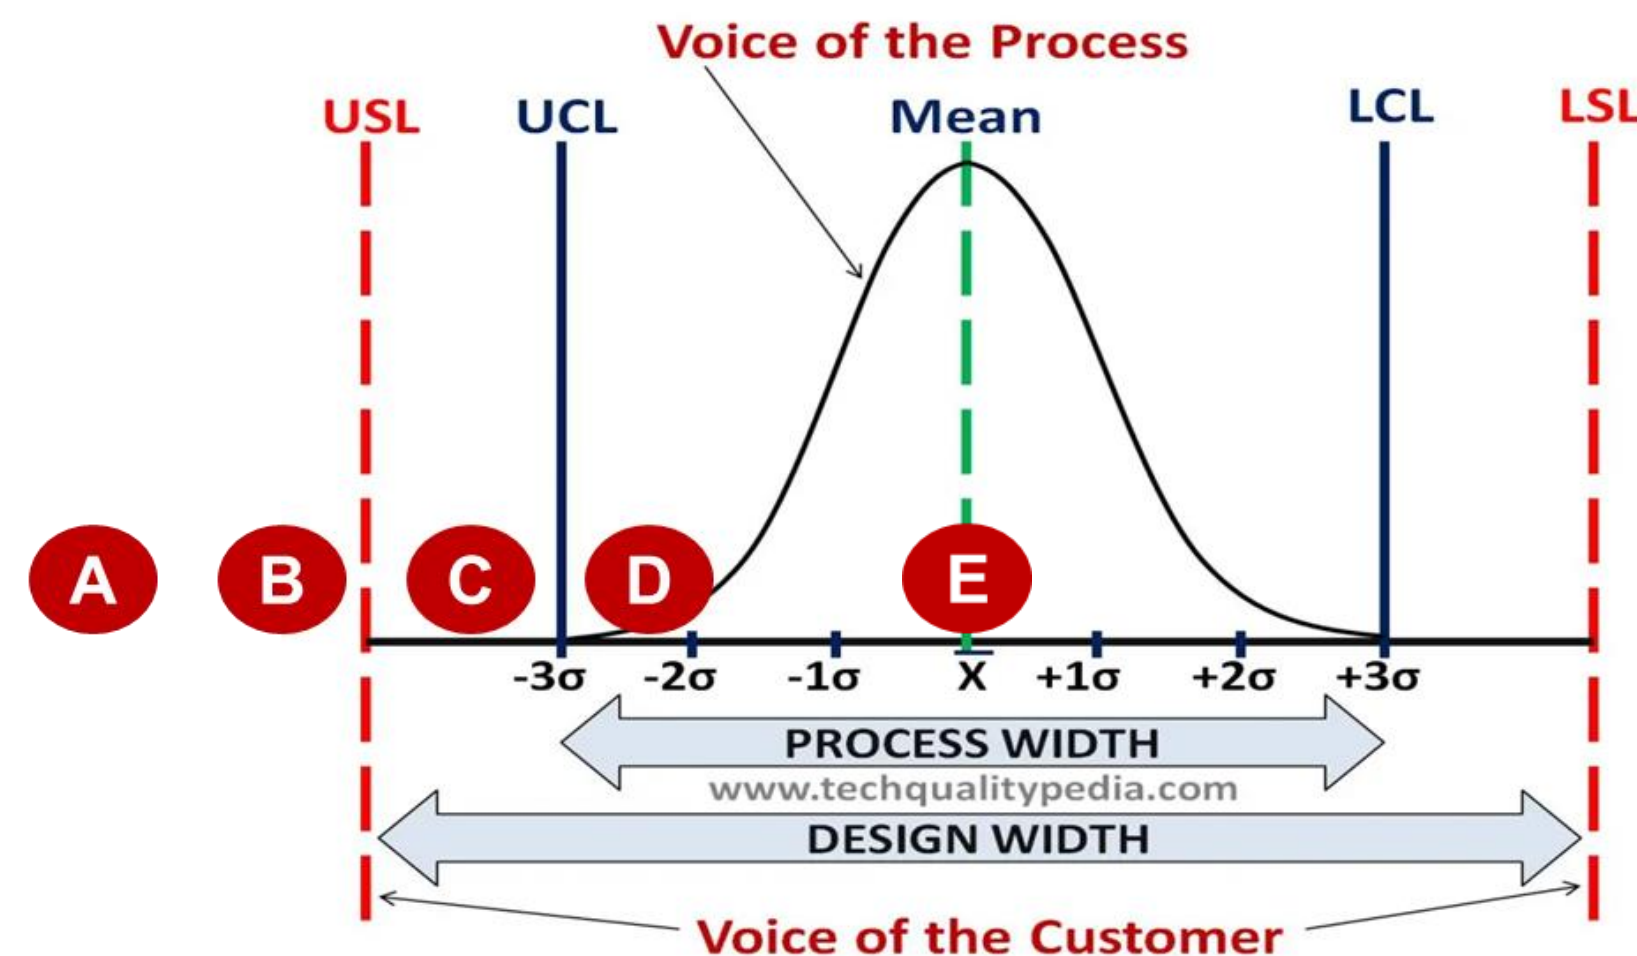 Voice of the Process
USL UCL Mean LCL LSL
A B C D E
-3σ -2σ -1σ X̄ +1σ +2σ +3σ
PROCESS WIDTH
www.techqualitypedia.com
DESIGN WIDTH
Voice of the Customer